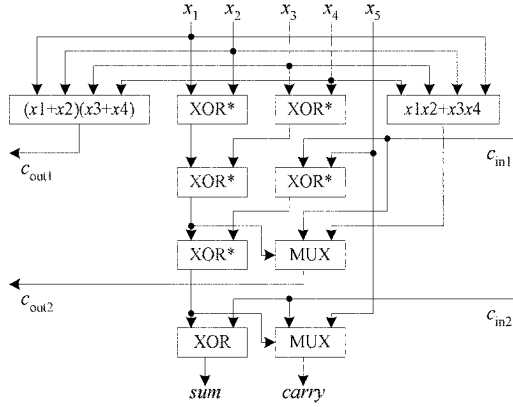 x1 x2 x3 x4 x5
(x1+x2)(x3+x4) XOR* XOR* x1x2+x3x4
cout1 cin1
XOR* XOR*
XOR* MUX
cout2 cin2
XOR MUX
sum carry